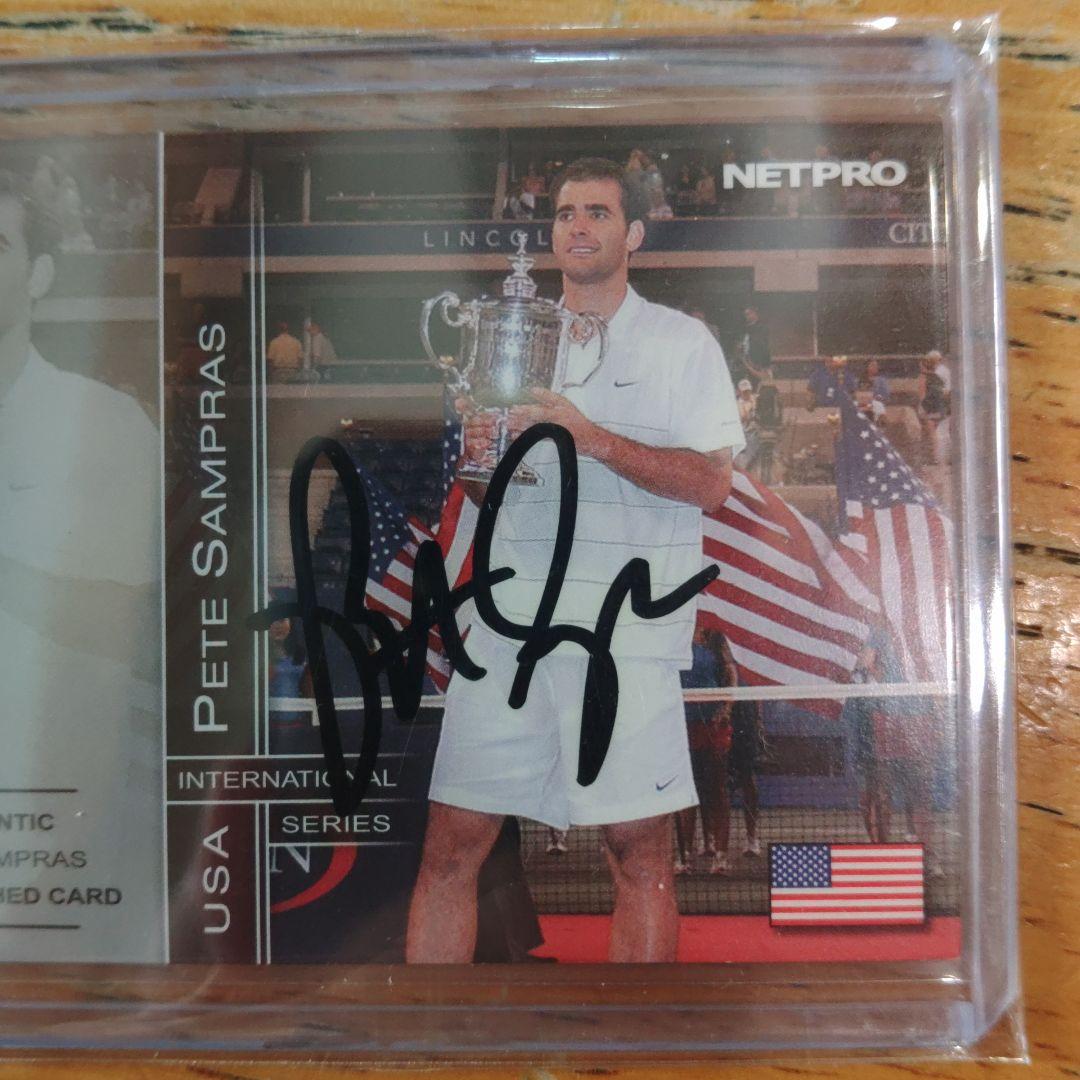 NETPRO
LINCOL
CIT
PETE SAMPRAS
INTERNATIONAL
SERIES
USA
N
NTIC
MPRAS
HED CARD